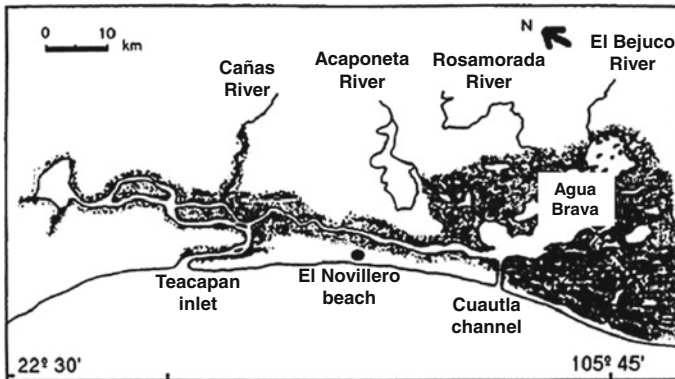 0 10
km
N
Cañas
River
Acaponeta
River
Rosamorada
River
El Bejuco
River
Agua
Brava
Teacapan
inlet
El Novillero
beach
Cuautla
channel
22º 30'
105º 45'